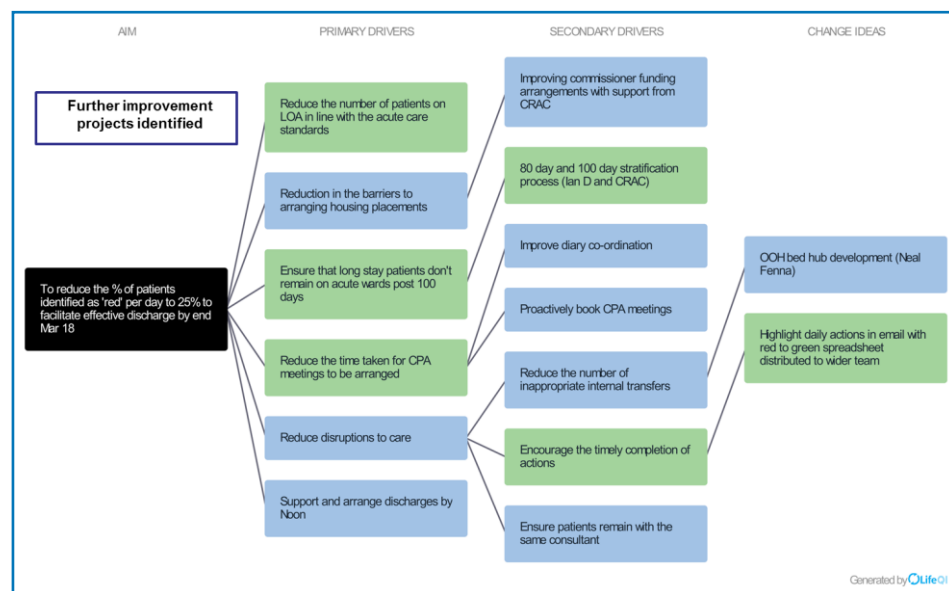 AIM
PRIMARY DRIVERS
SECONDARY DRIVERS
CHANGE IDEAS
Further improvement
projects identified
To reduce the % of patients
identified as 'red' per day to 25% to
facilitate effective discharge by end
Mar 18
Reduce the number of patients on
LOA in line with the acute care
standards
Reduction in the barriers to
arranging housing placements
Ensure that long stay patients don't
remain on acute wards post 100
days
Reduce the time taken for CPA
meetings to be arranged
Reduce disruptions to care
Support and arrange discharges by
Noon
Improving commissioner funding
arrangements with support from
CRAC
80 day and 100 day stratification
process (Ian D and CRAC)
Improve diary co-ordination
Proactively book CPA meetings
Reduce the number of
inappropriate internal transfers
Encourage the timely completion of
actions
Ensure patients remain with the
same consultant
OOH bed hub development (Neal
Fenna)
Highlight daily actions in email with
red to green spreadsheet
distributed to wider team
Generated by LifeQI